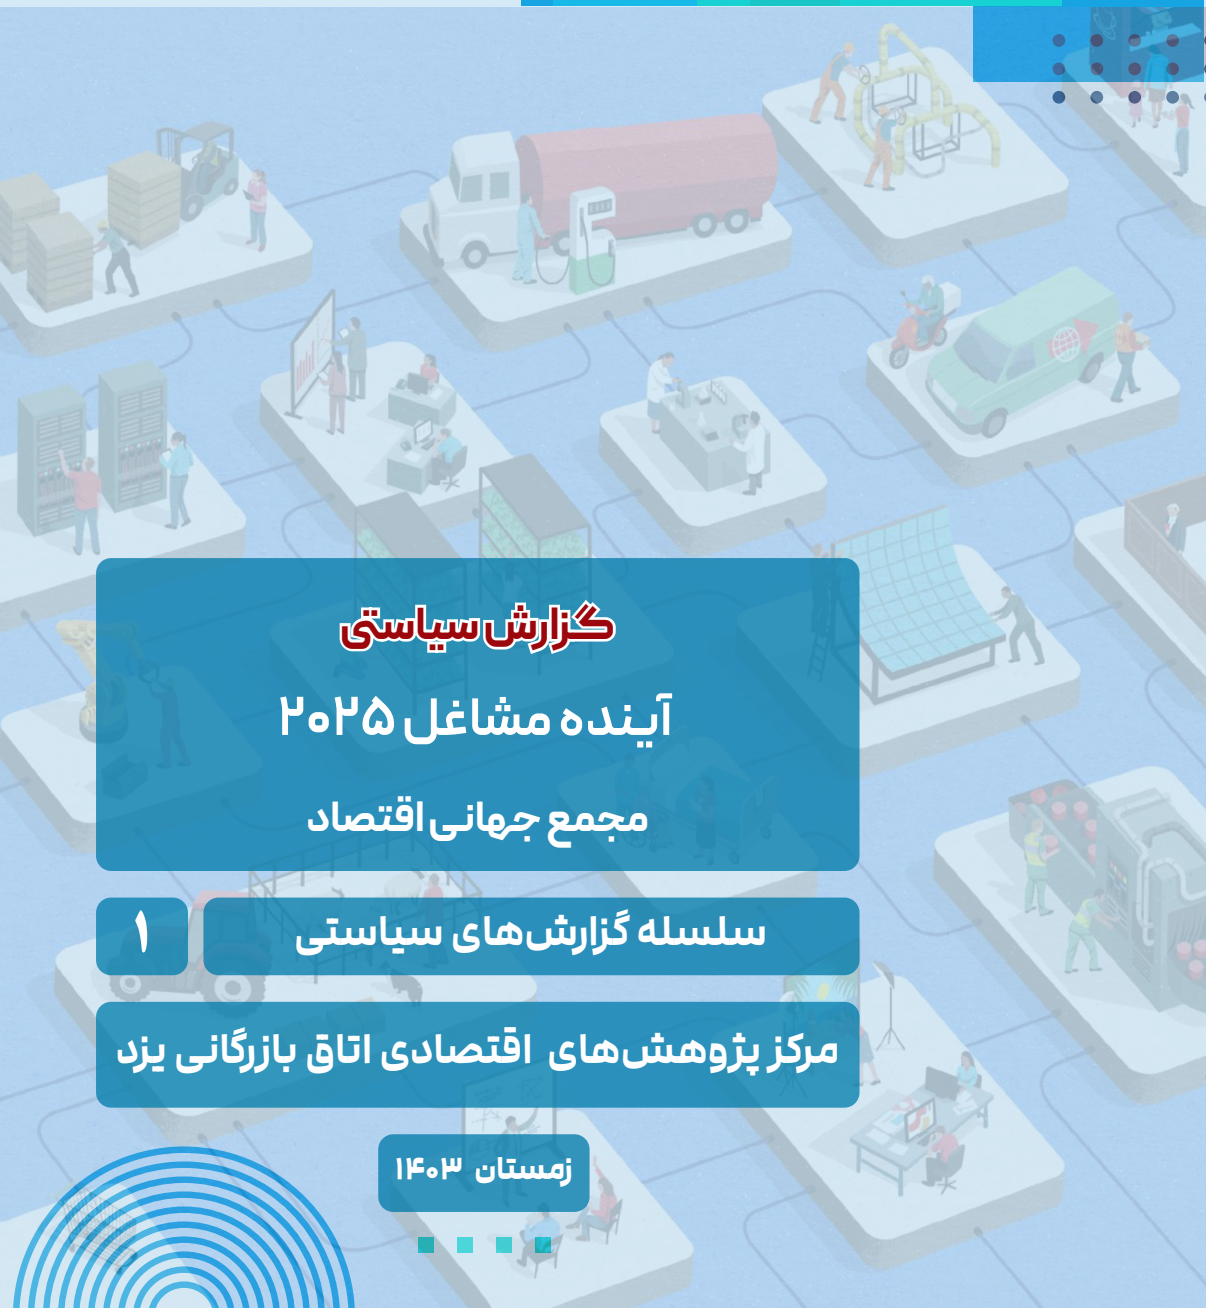 گزارش سیاستی
آینده مشاغل ۲۰۲۵
مجمع جهانی اقتصاد
سلسله گزارش‌های سیاستی
۱
مرکز پژوهش‌های اقتصادی اتاق بازرگانی یزد
زمستان ۱۴۰۳